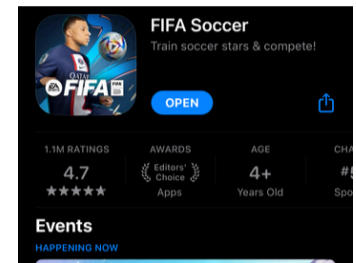 FIFA Soccer
Train soccer stars & compete!
QATAR
FIFA
OPEN
1.1M RATINGS
AWARDS
AGE
4.7
Editors'
Choice
4+
★★★★★
Apps
Years Old
Events
HAPPENING NOW